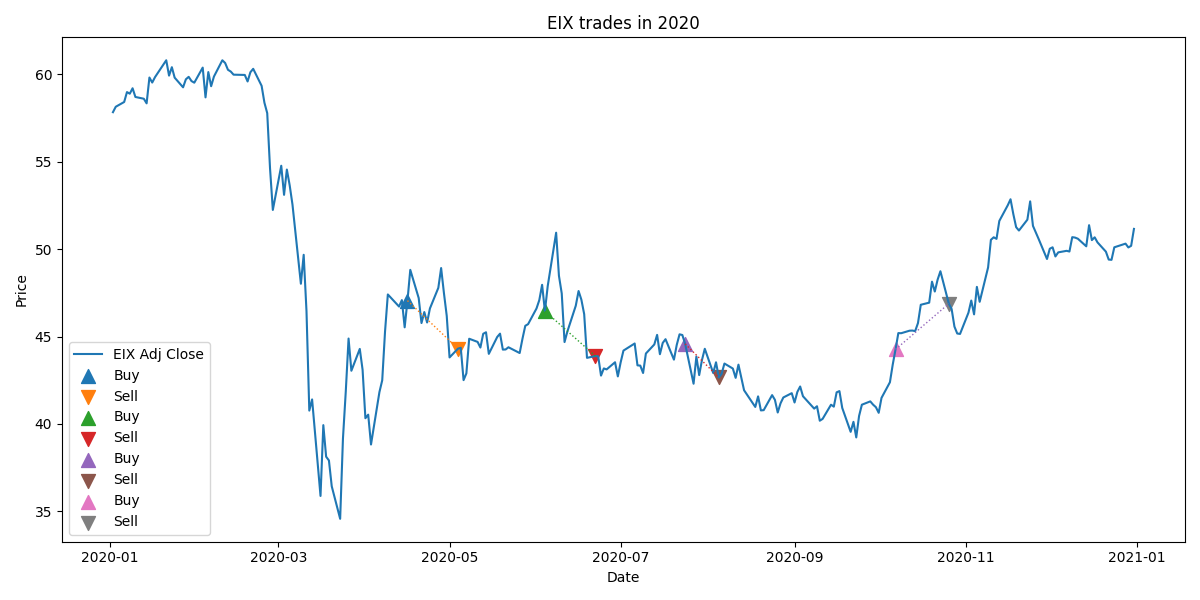 EIX trades in 2020
Price
60
55
50
45
40
35
EIX Adj Close
Buy
Sell
Buy
Sell
Buy
Sell
Buy
Sell
2020-01 2020-03 2020-05 2020-07 2020-09 2020-11 2021-01
Date